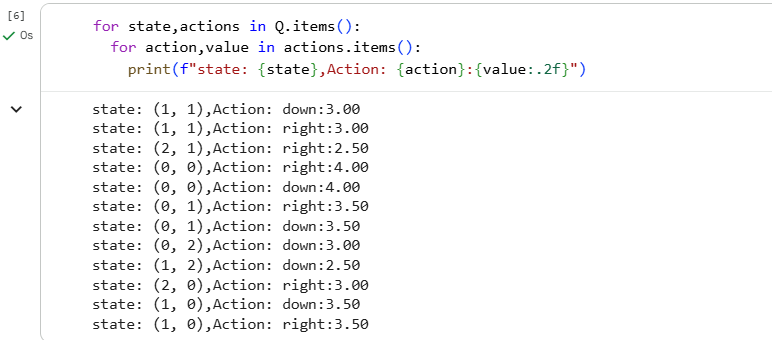 [6]
0s
for state,actions in Q.items():
  for action,value in actions.items():
    print(f"state: {state},Action: {action}:{value:.2f}")
state: (1, 1),Action: down:3.00
state: (1, 1),Action: right:3.00
state: (2, 1),Action: right:2.50
state: (0, 0),Action: right:4.00
state: (0, 0),Action: down:4.00
state: (0, 1),Action: right:3.50
state: (0, 1),Action: down:3.50
state: (0, 2),Action: down:3.00
state: (1, 2),Action: down:2.50
state: (2, 0),Action: right:3.00
state: (1, 0),Action: down:3.50
state: (1, 0),Action: right:3.50